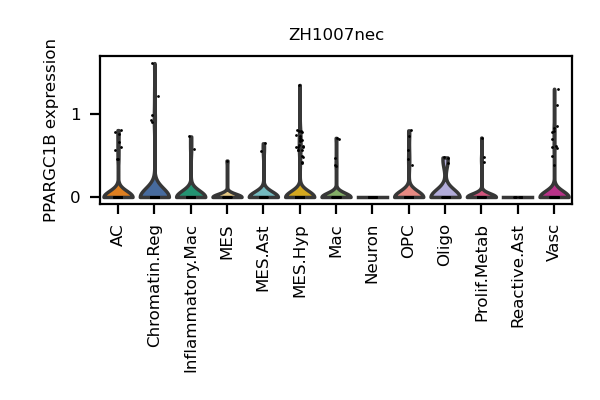 ZH1007nec
PPARGC1B expression
1
0
AC
Chromatin.Reg
Inflammatory.Mac
MES
MES.Ast
MES.Hyp
Mac
Neuron
OPC
Oligo
Prolif.Metab
Reactive.Ast
Vasc